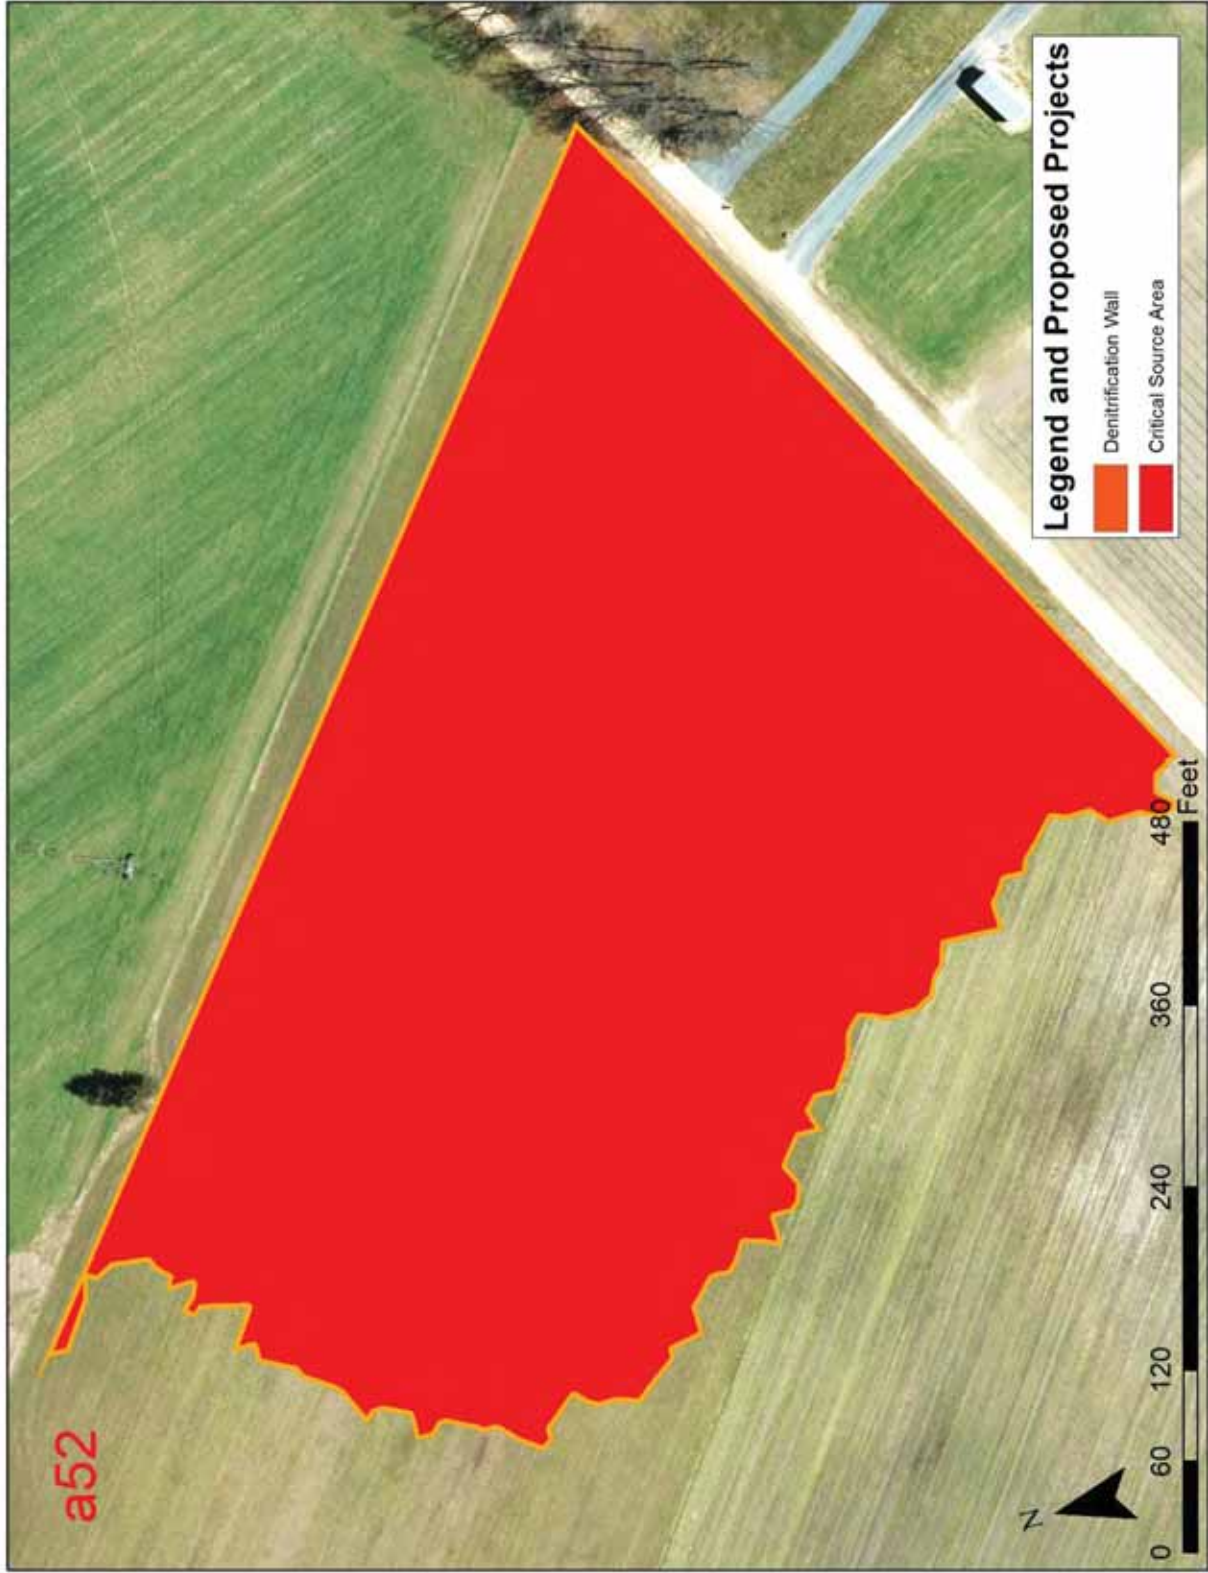 a52
Legend and Proposed Projects
Denitrification Wall
Critical Source Area
N
0 60 120 240 360 480
Feet